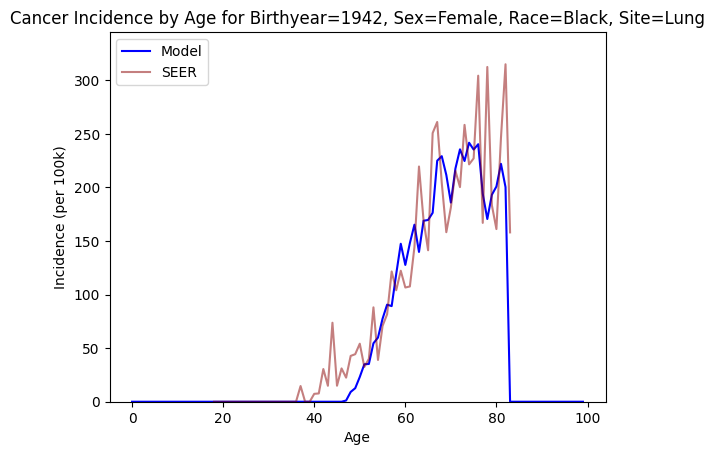 Cancer Incidence by Age for Birthyear=1942, Sex=Female, Race=Black, Site=Lung
Model
SEER
Incidence (per 100k)
300
250
200
150
100
50
0
0 20 40 60 80 100
Age